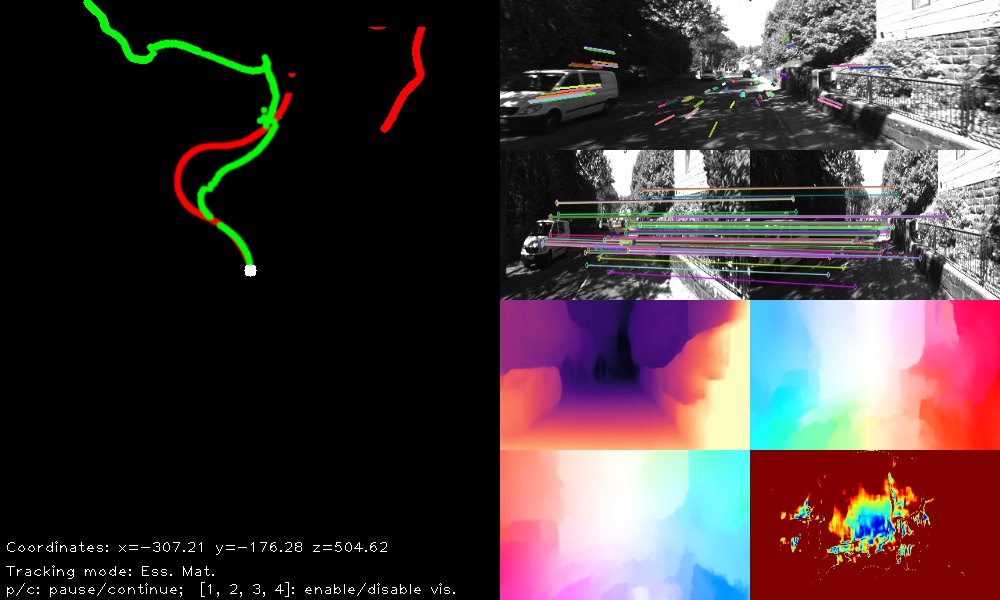 Coordinates: x=-307.21 y=-176.28 z=504.62
Tracking mode: Ess. Mat.
p/c: pause/continue; [1, 2, 3, 4]: enable/disable vis.